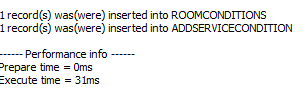 1 record(s) was(were) inserted into ROOMCONDITIONS
1 record(s) was(were) inserted into ADDSERVICECONDITION
------ Performance info ------
Prepare time = 0ms
Execute time = 31ms